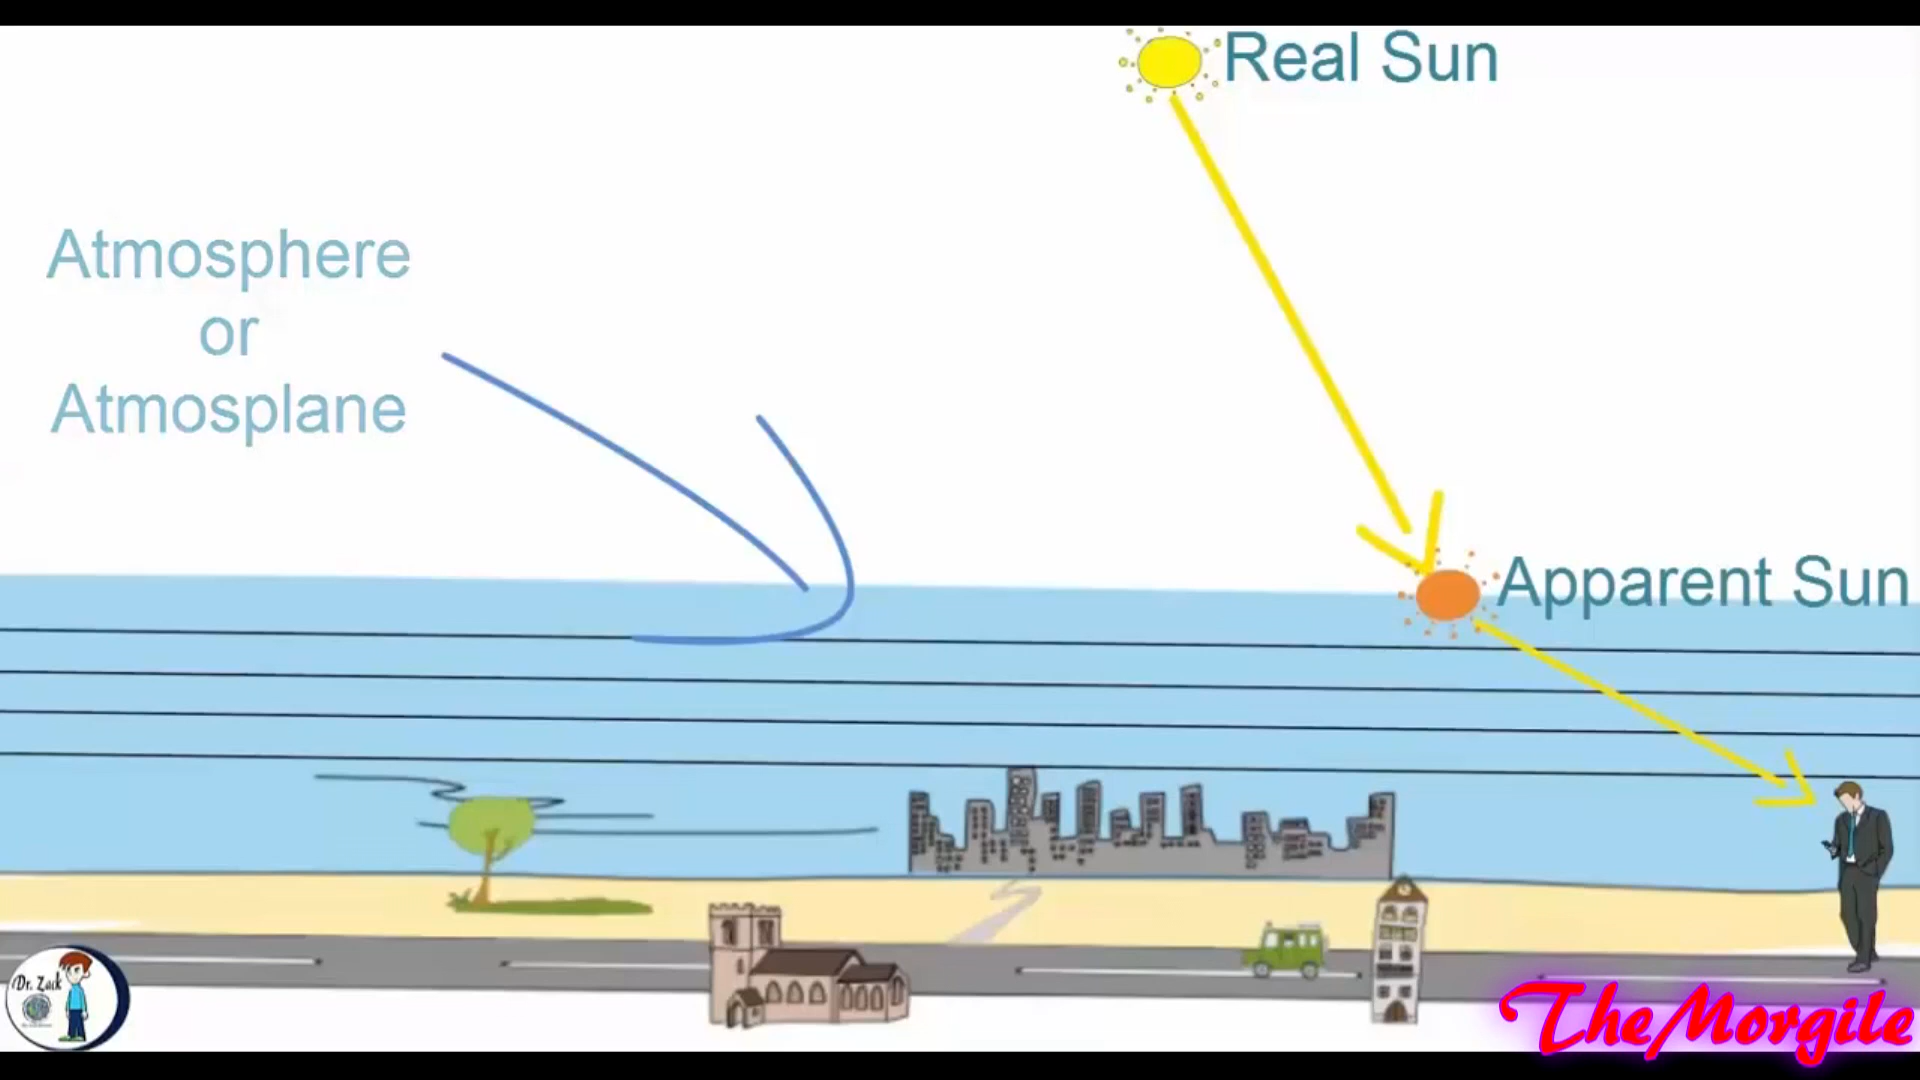 Real Sun
Atmosphere
or
Atmosplane
Apparent Sun
Dr. Zack
TheMorgile